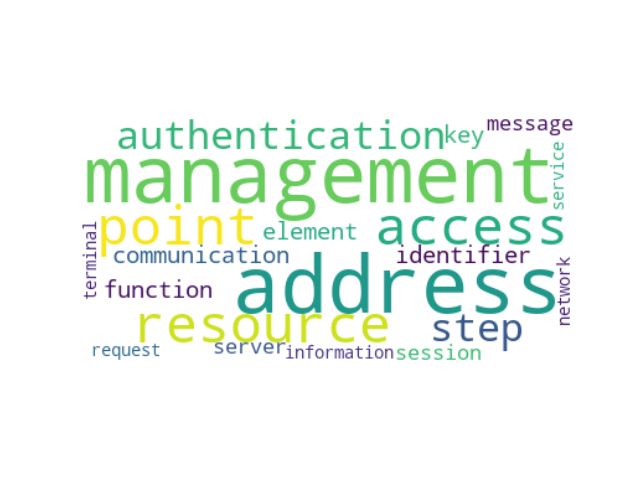 message
authentication key
management
service
point access
element
terminal
communication identifier
address
function
network
resource step
request server information session